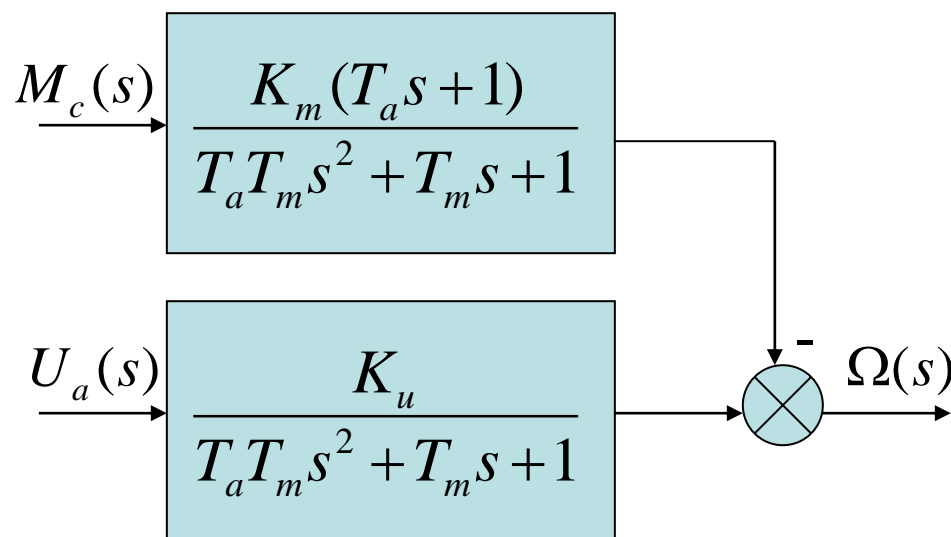 M_c(s)
K_m(T_a s+1)
T_a T_m s^2+T_m s+1
-
U_a(s)
K_u
T_a T_m s^2+T_m s+1
Ω(s)